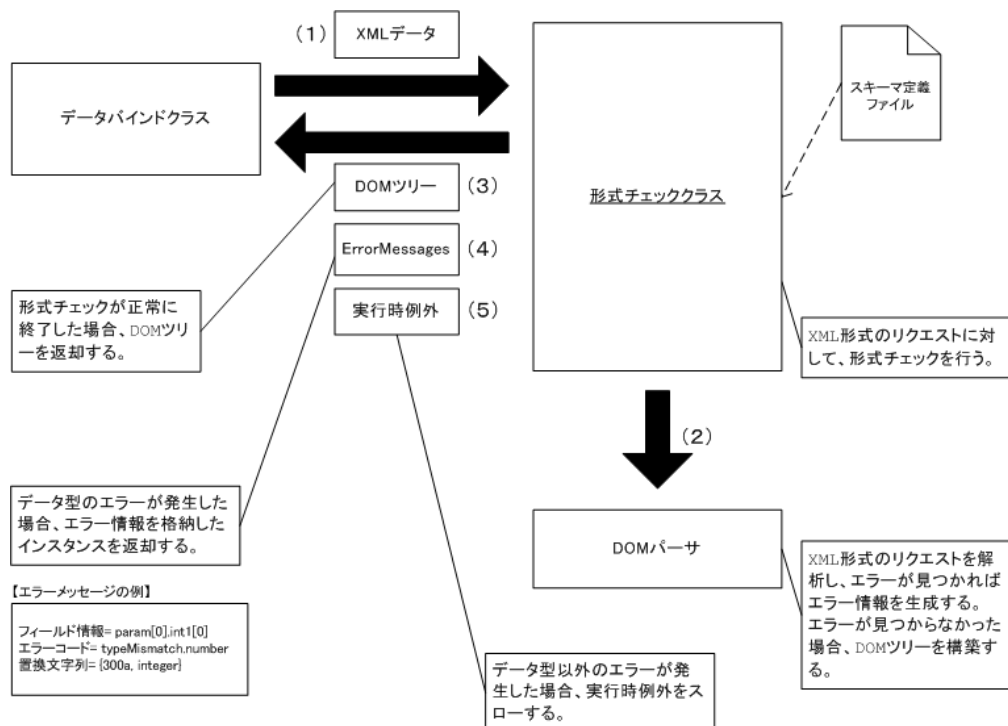 (1)
XMLデータ
データバインドクラス
スキーマ定義
ファイル
DOMツリー
(3)
形式チェッククラス
ErrorMessages
(4)
実行時例外
(5)
形式チェックが正常に
終了した場合、DOMツリ
ーを返却する。
XML形式のリクエストに対
して、形式チェックを行う。
(2)
データ型のエラーが発生した
場合、エラー情報を格納した
インスタンスを返却する。
DOMパーサ
XML形式のリクエストを解
析し、エラーが見つかれば
エラー情報を生成する。
エラーが見つからなかった
場合、DOMツリーを構築す
る。
【エラーメッセージの例】
フィールド情報= param[0].int1[0]
エラーコード= typeMismatch.number
置換文字列= {300a, integer}
データ型以外のエラーが発
生した場合、実行時例外をス
ローする。